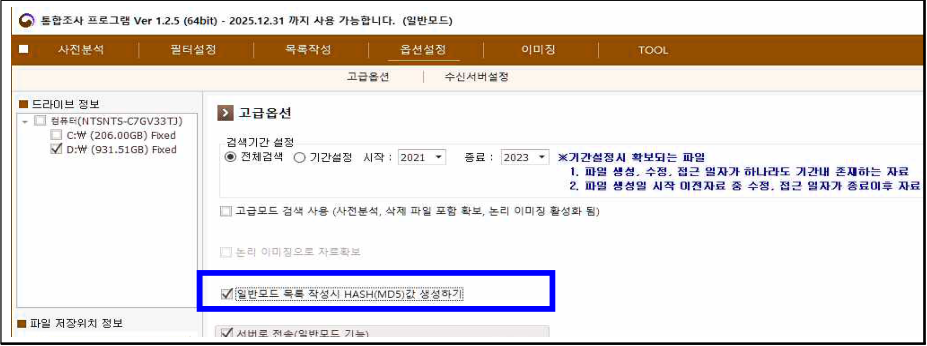 통합조사 프로그램 Ver 1.2.5 (64bit) - 2025.12.31 까지 사용 가능합니다. (일반모드)
사전분석 필터설정 목록작성 옵션설정 이미징 TOOL
고급옵션 수신서버설정
드라이브 정보
컴퓨터(NTSNTS-C7GV33TJ)
C:₩ (206.00GB) Fixed
D:₩ (931.51GB) Fixed
고급옵션
검색기간 설정
전체검색 기간설정 시작 : 2021 종료 : 2023 ※기간설정시 확보되는 파일
1. 파일 생성, 수정, 접근 일자가 하나라도 기간내 존재하는 자료
2. 파일 생성일 시작 이전자료 중 수정, 접근 일자가 종료이후 자료
고급모드 검색 사용 (사전분석, 삭제 파일 포함 확보, 논리 이미징 활성화 됨)
논리 이미징으로 자료확보
일반모드 목록 작성시 HASH(MD5)값 생성하기
파일 저장위치 정보
서버로 전송(일반모드 기능)